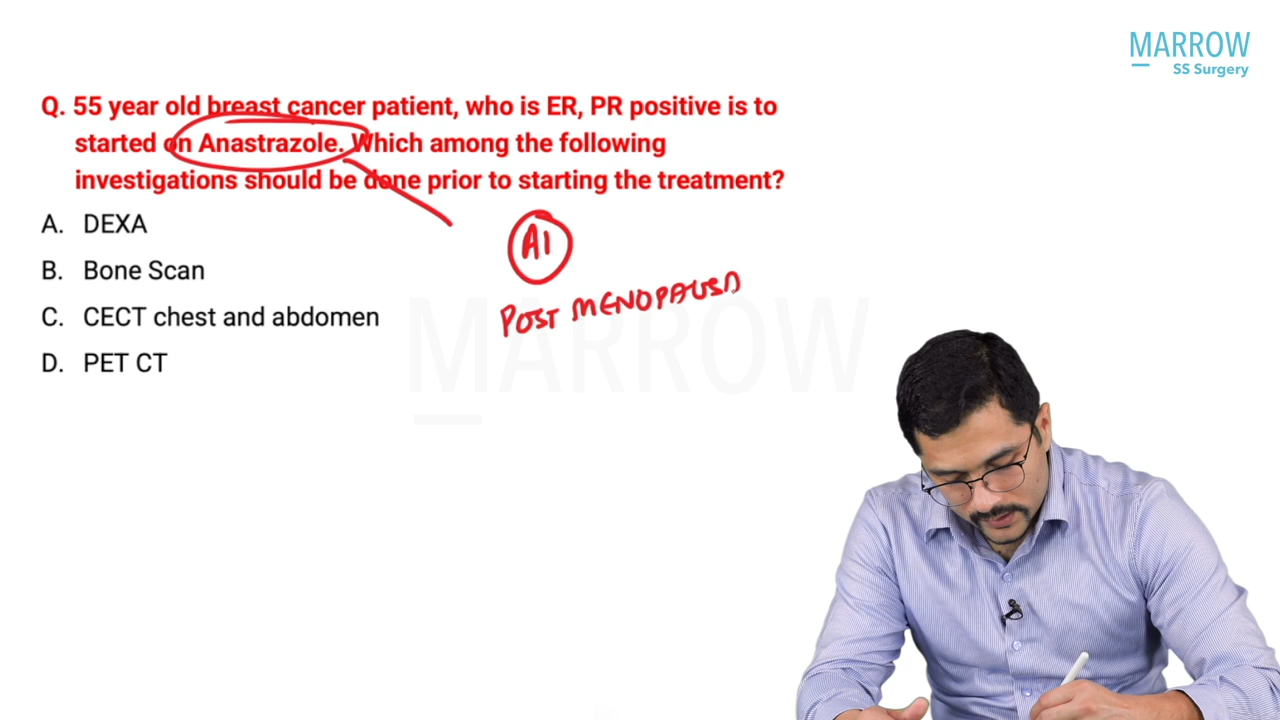 MARROW
SS Surgery
Q. 55 year old breast cancer patient, who is ER, PR positive is to
started on Anastrazole. Which among the following
investigations should be done prior to starting the treatment?
A. DEXA
B. Bone Scan
C. CECT chest and abdomen
D. PET CT
AI
POST MENOPAUSD
MARROW